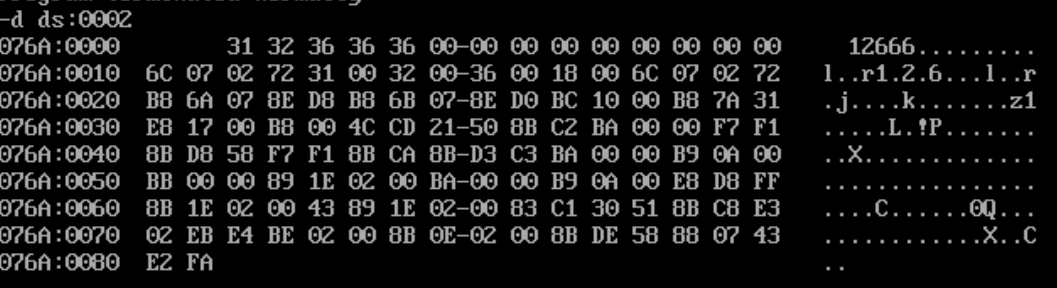 -d ds:0002
076A:0000        31 32 36 36 36 00-00 00 00 00 00 00 00 00     12666.........
076A:0010  6C 07 02 72 31 00 32 00-36 00 18 00 6C 07 02 72   l..r1.2.6...l..r
076A:0020  B8 6A 07 8E D8 B8 6B 07-8E D0 BC 10 00 B8 7A 31   .j....k.......z1
076A:0030  E8 17 00 B8 00 4C CD 21-50 8B C2 BA 00 00 F7 F1   .....L.!P.......
076A:0040  8B D8 58 F7 F1 8B CA 8B-D3 C3 BA 00 00 B9 0A 00   ..X.............
076A:0050  BB 00 00 89 1E 02 00 BA-00 00 B9 0A 00 E8 D8 FF   ................
076A:0060  8B 1E 02 00 43 89 1E 02-00 83 C1 30 51 8B C8 E3   ....C......0Q...
076A:0070  02 EB E4 BE 02 00 8B 0E-02 00 8B DE 58 88 07 43   ............X..C
076A:0080  E2 FA                                             ..